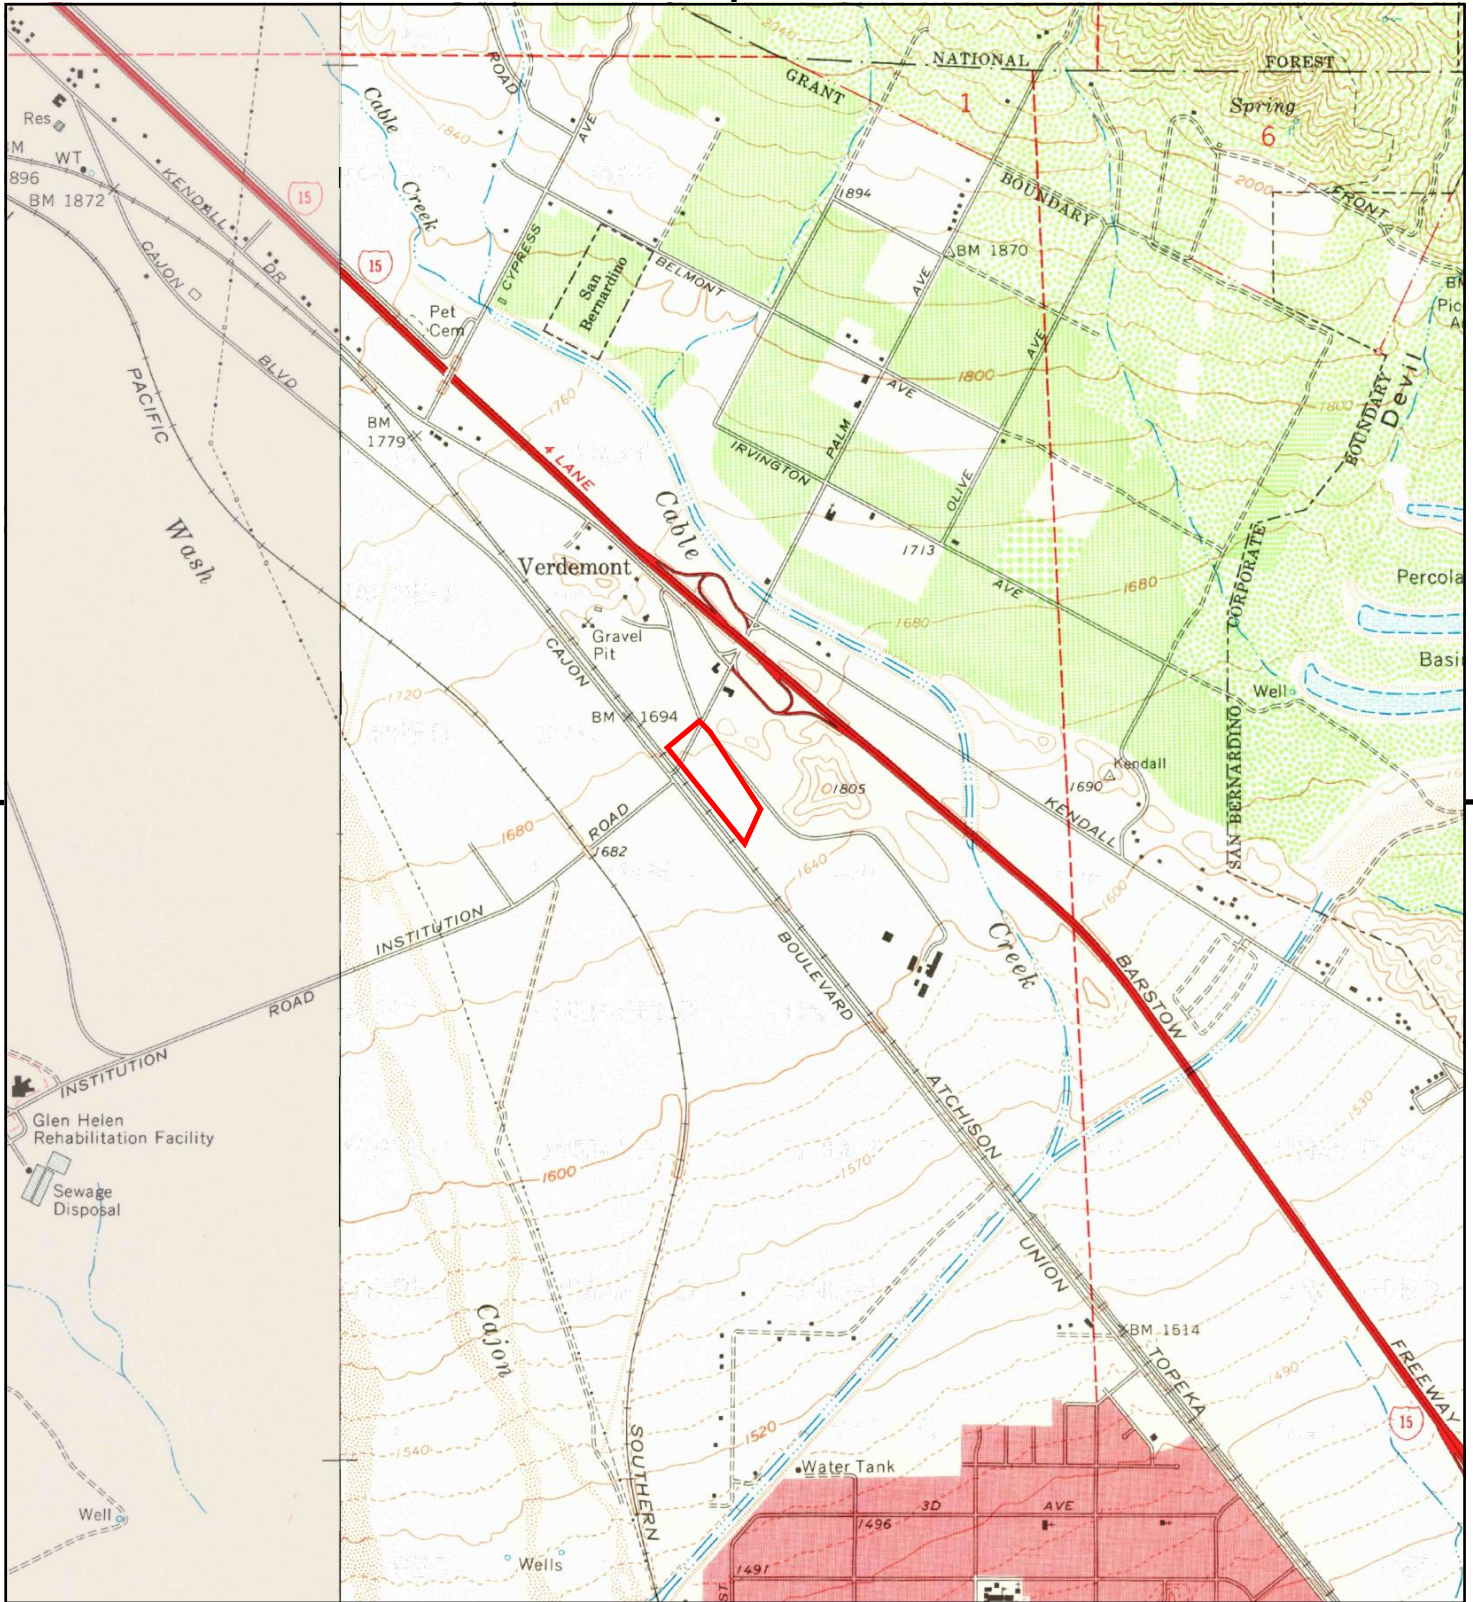 2040
NATIONAL
FOREST
ROAD
GRANT
1
Spring
6
Cable
Res
1840
AVE
M
896
WT
BM 1872
KENDALL
DR
15
Creek
1894
BOUNDARY
2000
FRONT
BM 1870
CAJON
15
CYPRESS
San
Bernardino
BELMONT
AVE
Pet
Cem
PACIFIC
BLVD
1760
1800
AVE
AVE
1800
BOUNDARY
Devil
BM
1779
4 LANE
IRVINGTON
PALM
OLIVE
Wash
Cable
1713
AVE
Verdemont
1680
1680
CORPORATE
Percola
Gravel
Pit
CAJON
Basin
1720
BM X 1694
Well
SAN BERNARDINO
Kendall
1690
1805
KENDALL
1680
ROAD
1682
1640
1600
INSTITUTION
ROAD
BOULEVARD
Creek
BARSTOW
INSTITUTION
ATCHISON
1530
Glen Helen
Rehabilitation Facility
1600
1570
Sewage
Disposal
UNION
Cajon
BM 1514
TOPEKA
1490
FREEWAY
15
1540
1520
SOUTHERN
Water Tank
3D
AVE
1496
Well
Wells
1491
ST